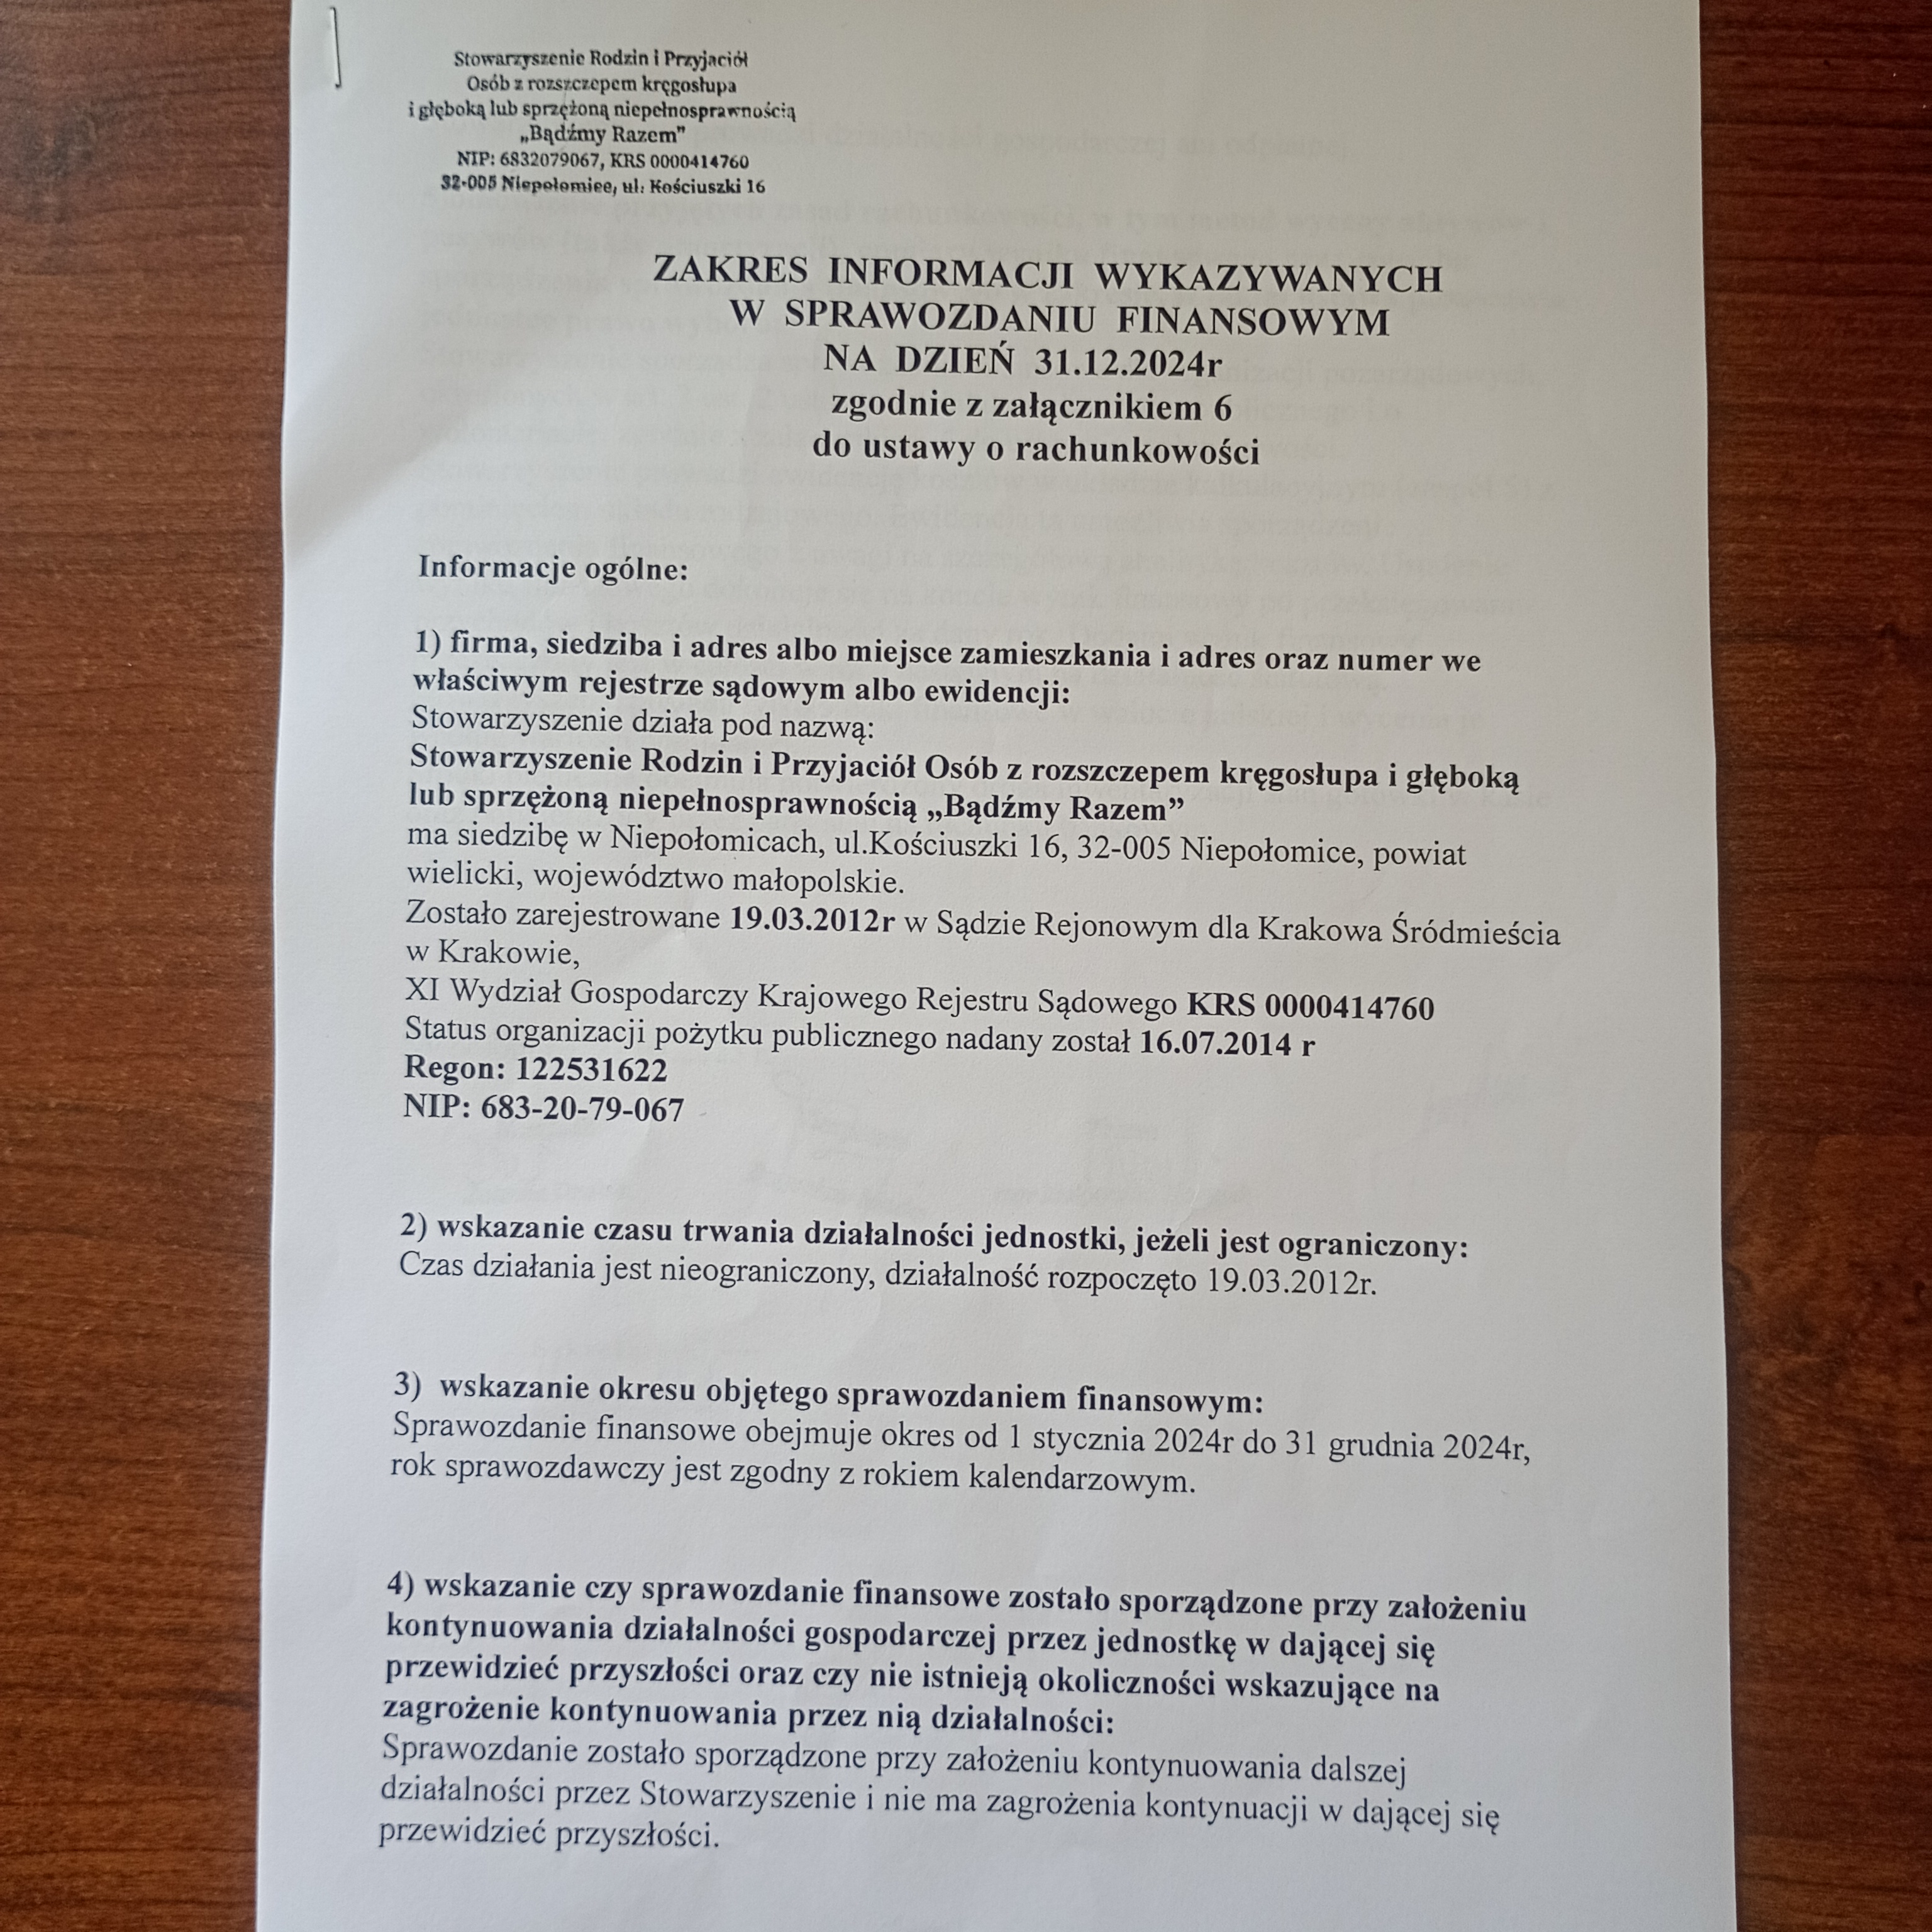 Stowarzyszenie Rodzin i Przyjaciół
Osób z rozszczepem kręgosłupa
i głęboką lub sprzężoną niepełnosprawnością
„Bądźmy Razem”
NIP: 6832079067, KRS 0000414760
32-005 Niepołomice, ul. Kościuszki 16
ZAKRES INFORMACJI WYKAZYWANYCH
W SPRAWOZDANIU FINANSOWYM
NA DZIEŃ 31.12.2024r
zgodnie z załącznikiem 6
do ustawy o rachunkowości
Informacje ogólne:
1) firma, siedziba i adres albo miejsce zamieszkania i adres oraz numer we
właściwym rejestrze sądowym albo ewidencji:
Stowarzyszenie działa pod nazwą:
Stowarzyszenie Rodzin i Przyjaciół Osób z rozszczepem kręgosłupa i głęboką
lub sprzężoną niepełnosprawnością „Bądźmy Razem”
ma siedzibę w Niepołomicach, ul.Kościuszki 16, 32-005 Niepołomice, powiat
wielicki, województwo małopolskie.
Zostało zarejestrowane 19.03.2012r w Sądzie Rejonowym dla Krakowa Śródmieścia
w Krakowie,
XI Wydział Gospodarczy Krajowego Rejestru Sądowego KRS 0000414760
Status organizacji pożytku publicznego nadany został 16.07.2014 r
Regon: 122531622
NIP: 683-20-79-067
2) wskazanie czasu trwania działalności jednostki, jeżeli jest ograniczony:
Czas działania jest nieograniczony, działalność rozpoczęto 19.03.2012r.
3) wskazanie okresu objętego sprawozdaniem finansowym:
Sprawozdanie finansowe obejmuje okres od 1 stycznia 2024r do 31 grudnia 2024r,
rok sprawozdawczy jest zgodny z rokiem kalendarzowym.
4) wskazanie czy sprawozdanie finansowe zostało sporządzone przy założeniu
kontynuowania działalności gospodarczej przez jednostkę w dającej się
przewidzieć przyszłości oraz czy nie istnieją okoliczności wskazujące na
zagrożenie kontynuowania przez nią działalności:
Sprawozdanie zostało sporządzone przy założeniu kontynuowania dalszej
działalności przez Stowarzyszenie i nie ma zagrożenia kontynuacji w dającej się
przewidzieć przyszłości.